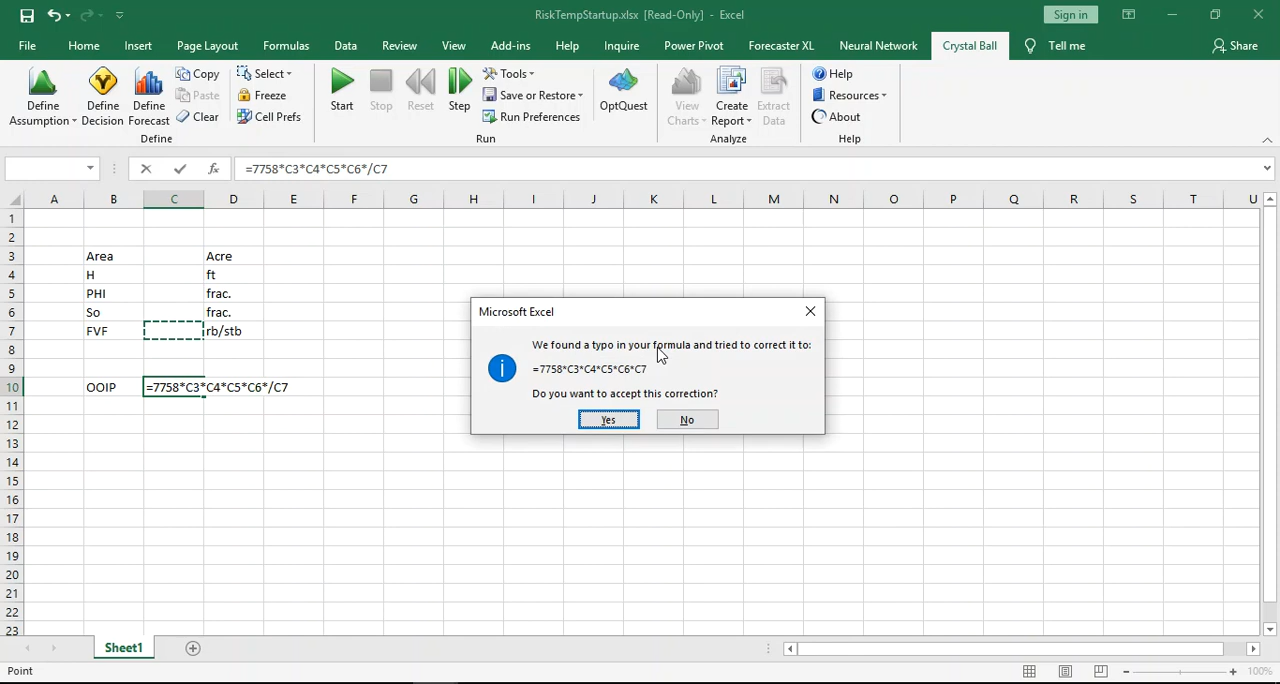 RiskTempStartup.xlsx [Read-Only] - Excel
Sign in
File Home Insert Page Layout Formulas Data Review View Add-ins Help Inquire Power Pivot Forecaster XL Neural Network Crystal Ball Tell me Share
Define Assumption
Define Decision
Define Forecast
Copy
Paste
Clear
Select
Freeze
Cell Prefs
Define
Start
Stop
Reset
Step
Tools
Save or Restore
Run Preferences
Run
OptQuest
View Charts
Create Report
Extract Data
Analyze
Help
Resources
About
Help
fx =7758*C3*C4*C5*C6*/C7
A B C D E F G H I J K L M N O P Q R S T U
1
2
3 Area Acre
4 H ft
5 PHI frac.
6 So frac.
7 FVF rb/stb
8
9
10 OOIP =7758*C3*C4*C5*C6*/C7
11
12
13
14
15
16
17
18
19
20
21
22
23
Microsoft Excel
We found a typo in your formula and tried to correct it to:
=7758*C3*C4*C5*C6*C7
Do you want to accept this correction?
Yes No
Sheet1
Point
100%